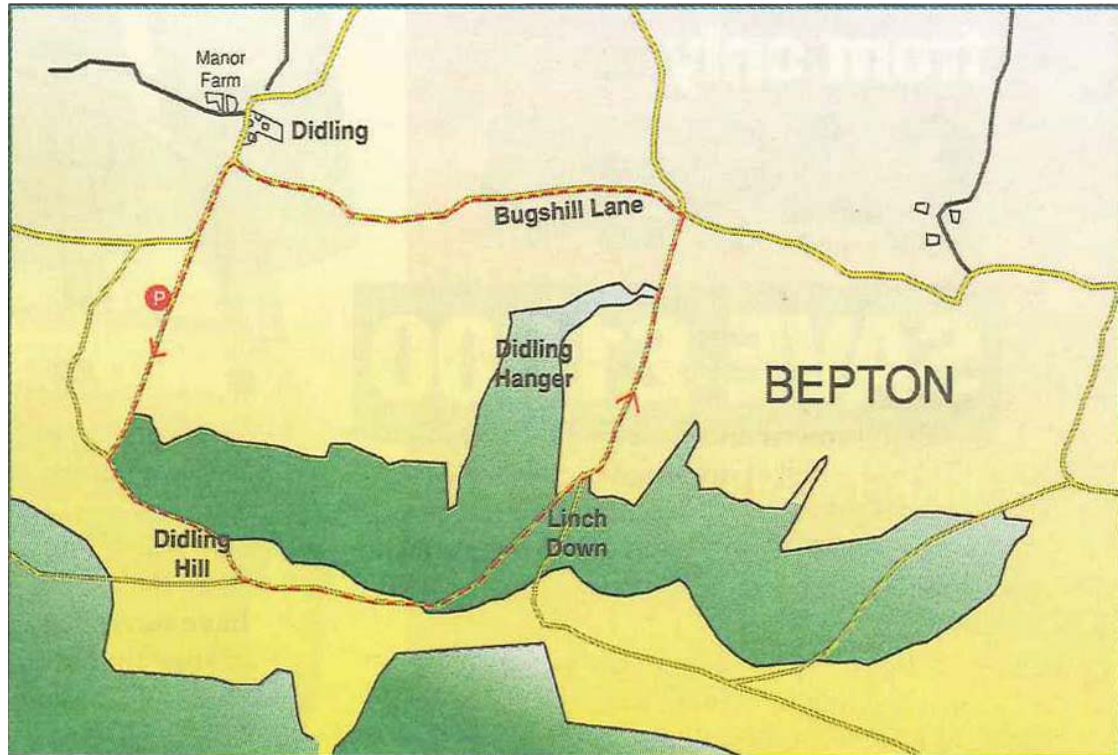 Manor
Farm
Didling
Bugshill Lane
P
Didling
Hanger
BEPTON
Linch
Down
Didling
Hill